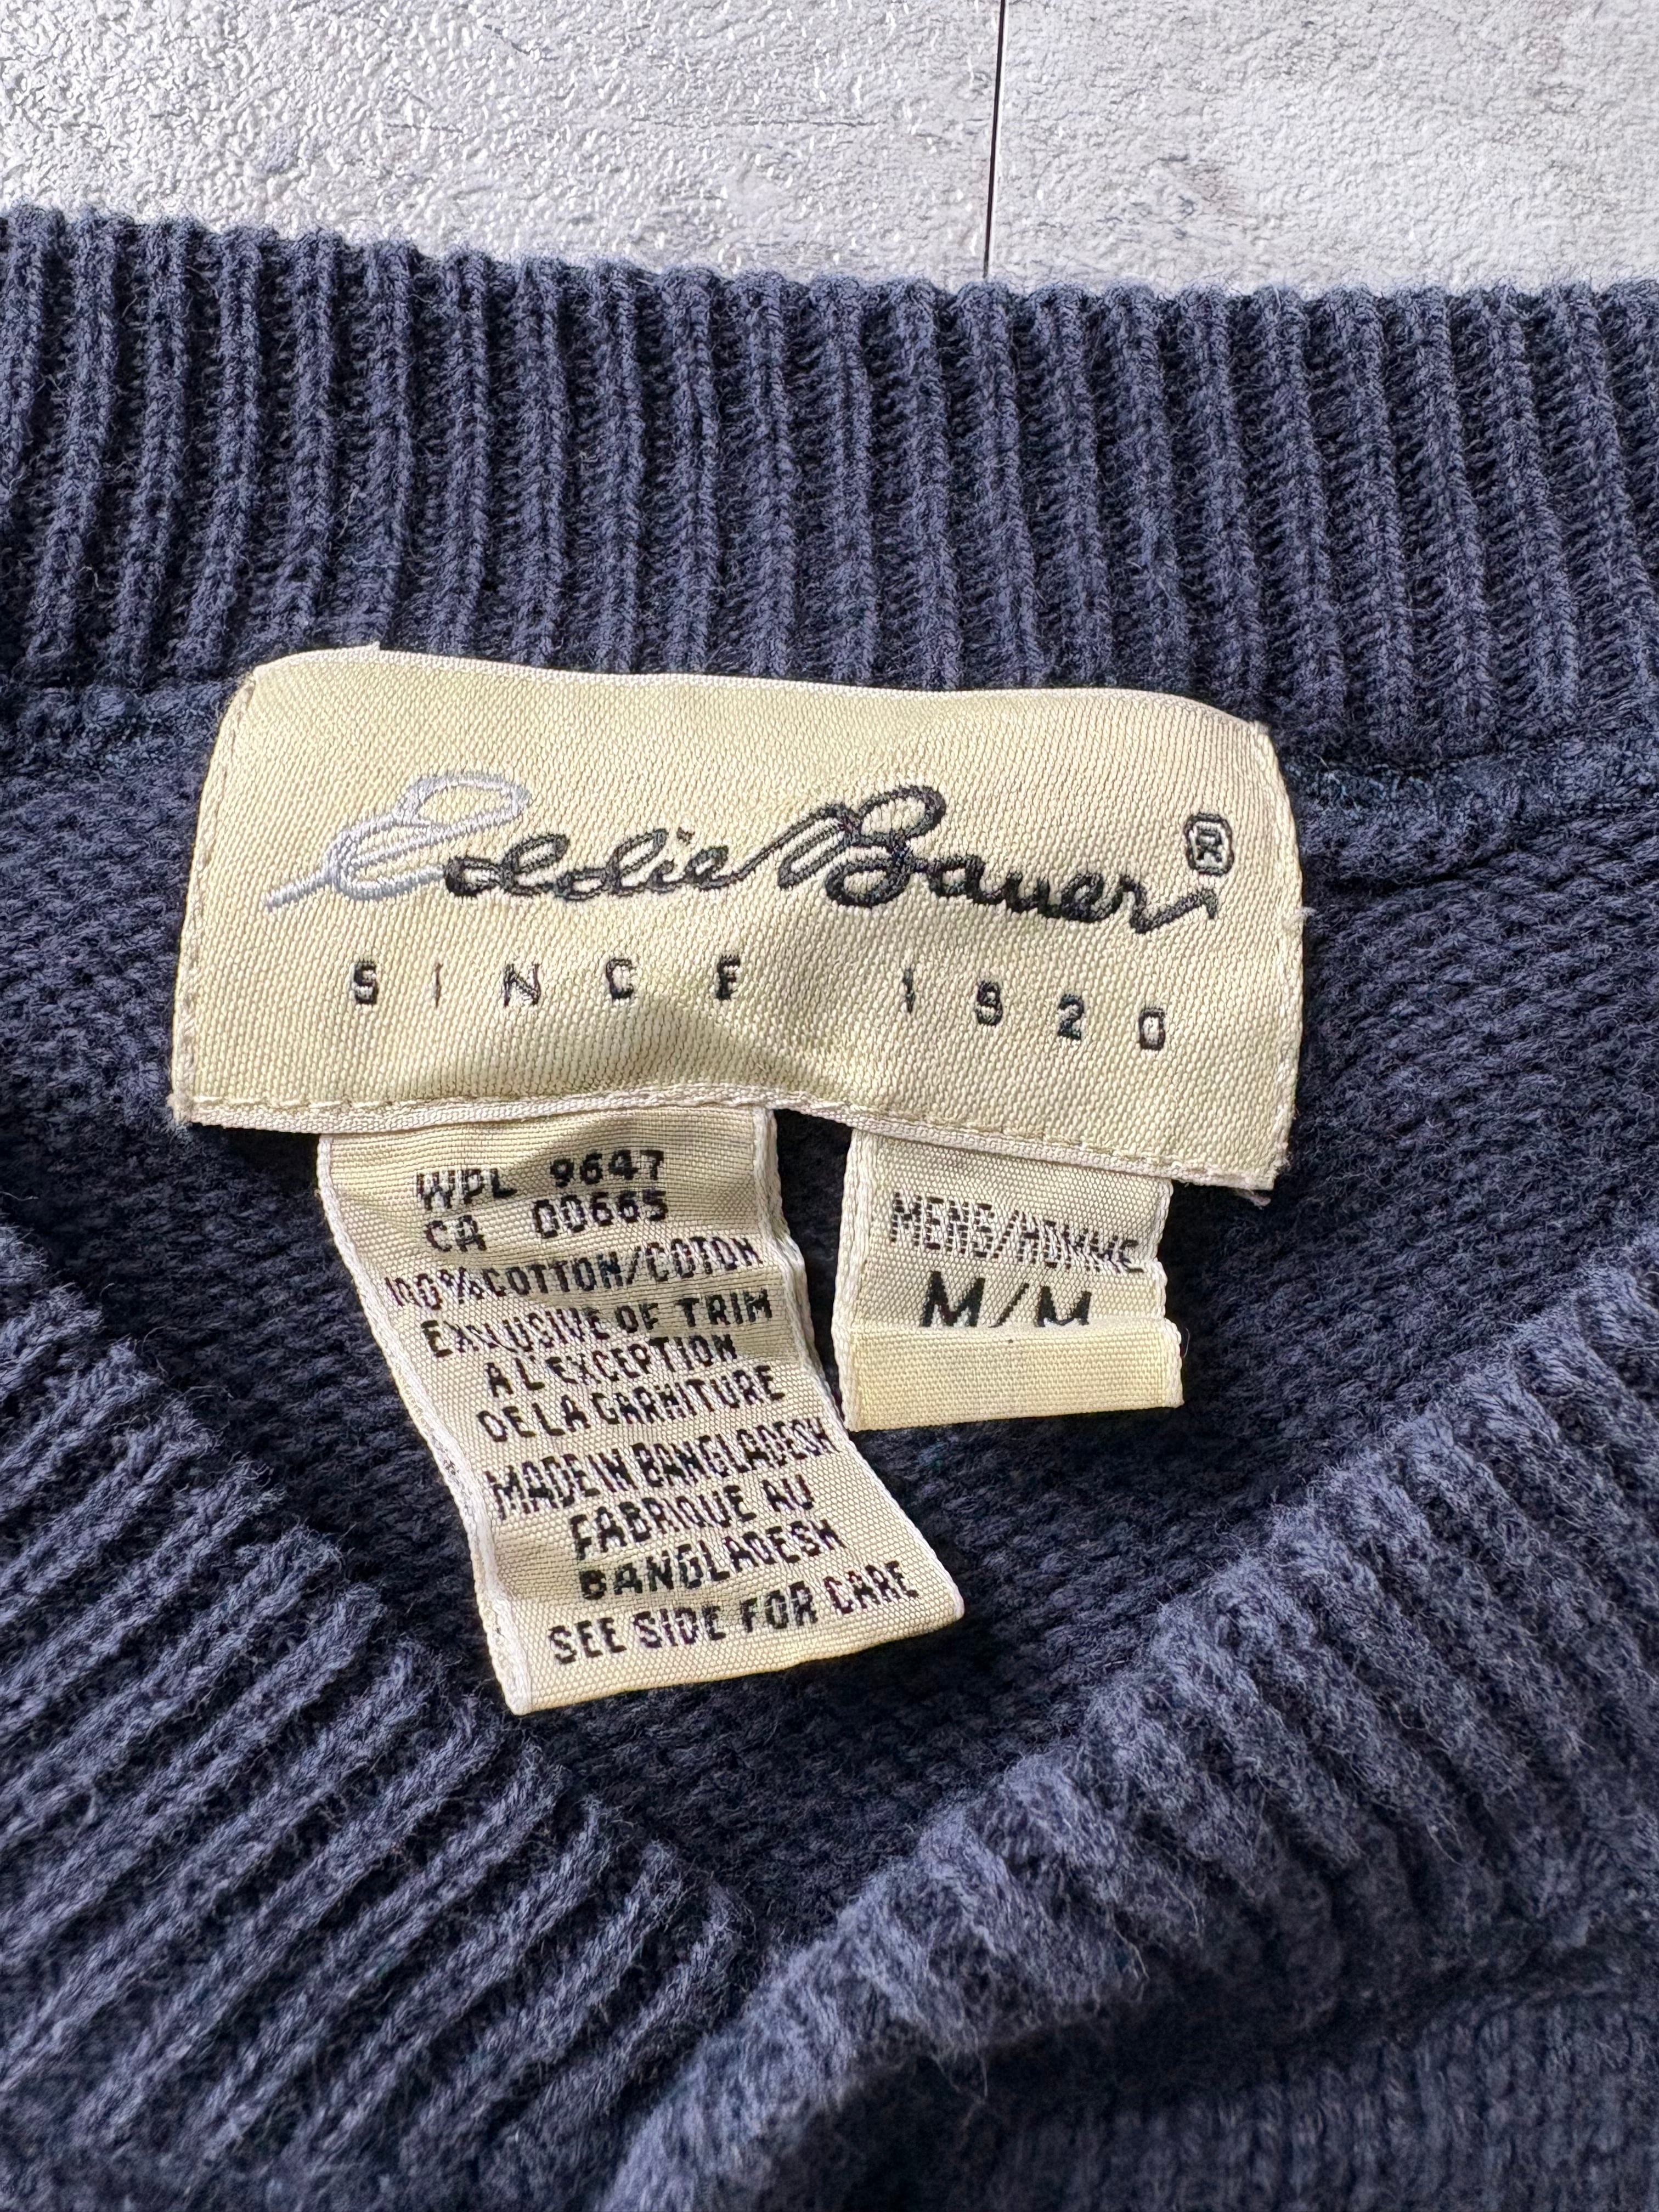 Eddie Bauer®
SINCE 1920
WPL 9647
CA 00665
100% COTTON/COTON
EXCLUSIVE OF TRIM
A L'EXCEPTION
DE LA GARNITURE
MADE IN BANGLADESH
FABRIQUE AU
BANGLADESH
SEE SIDE FOR CARE
MENS/HOMME
M/M